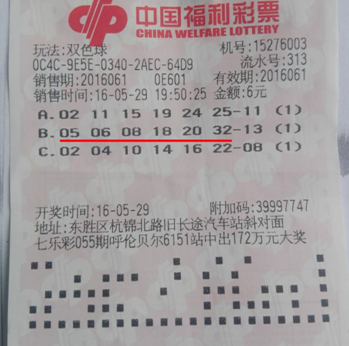 中国福利彩票
CHINA WELFARE LOTTERY
玩法:双色球 机号:15276003
0C4C-9E5E-0340-2AEC-64D9 流水号:313
销售期:2016061 0E601 有效期:2016061
销售时间:16-05-29 19:50:25 金额:6元
A.02 11 15 19 24 25-11 (1)
B.05 06 08 18 20 32-13 (1)
C.02 04 10 14 16 22-08 (1)
开奖时间:16-05-29 附加码:39997747
地址:东胜区杭锦北路旧长途汽车站斜对面
七乐彩055期呼伦贝尔6151站中出172万元大奖